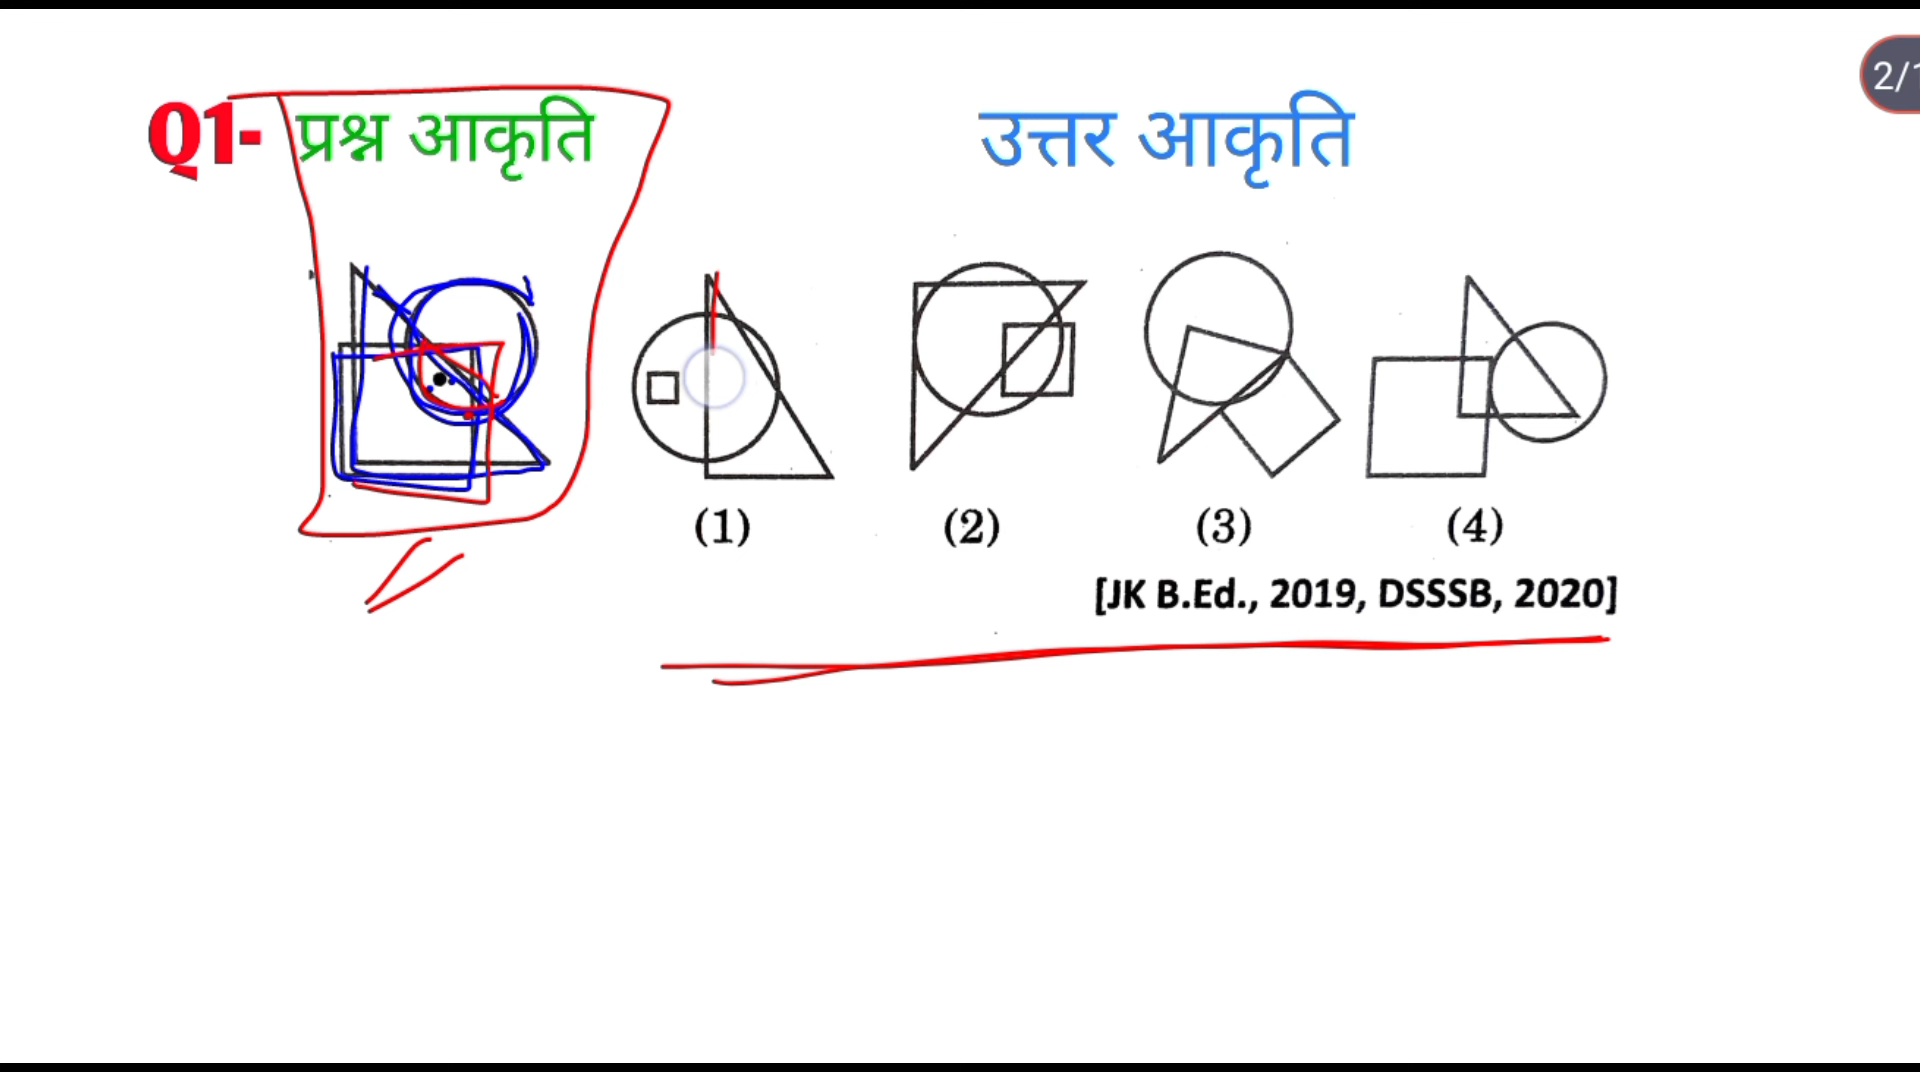 2/1
Q1- प्रश्न आकृति
उत्तर आकृति
(1) (2) (3) (4)
[JK B.Ed., 2019, DSSSB, 2020]